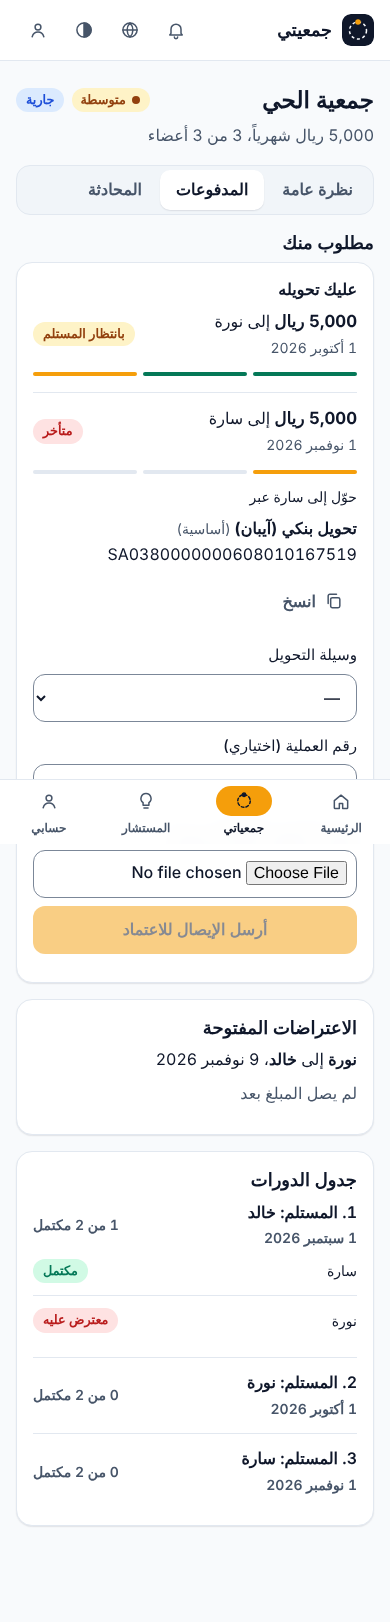 جمعيتي
جمعية الحي
متوسطة
جارية
5,000 ريال شهرياً، 3 من 3 أعضاء
نظرة عامة
المدفوعات
المحادثة
مطلوب منك
عليك تحويله
5,000 ريال إلى نورة
بانتظار المستلم
1 أكتوبر 2026
5,000 ريال إلى سارة
متأخر
1 نوفمبر 2026
حوّل إلى سارة عبر
تحويل بنكي (آيبان) (أساسية)
SA0380000000608010167519
انسخ
وسيلة التحويل
—
رقم العملية (اختياري)
الرئيسية
جمعياتي
المستشار
حسابي
Choose File No file chosen
أرسل الإيصال للاعتماد
الاعتراضات المفتوحة
نورة إلى خالد، 9 نوفمبر 2026
لم يصل المبلغ بعد
جدول الدورات
1. المستلم: خالد
1 من 2 مكتمل
1 سبتمبر 2026
سارة
مكتمل
نورة
معترض عليه
2. المستلم: نورة
0 من 2 مكتمل
1 أكتوبر 2026
3. المستلم: سارة
0 من 2 مكتمل
1 نوفمبر 2026